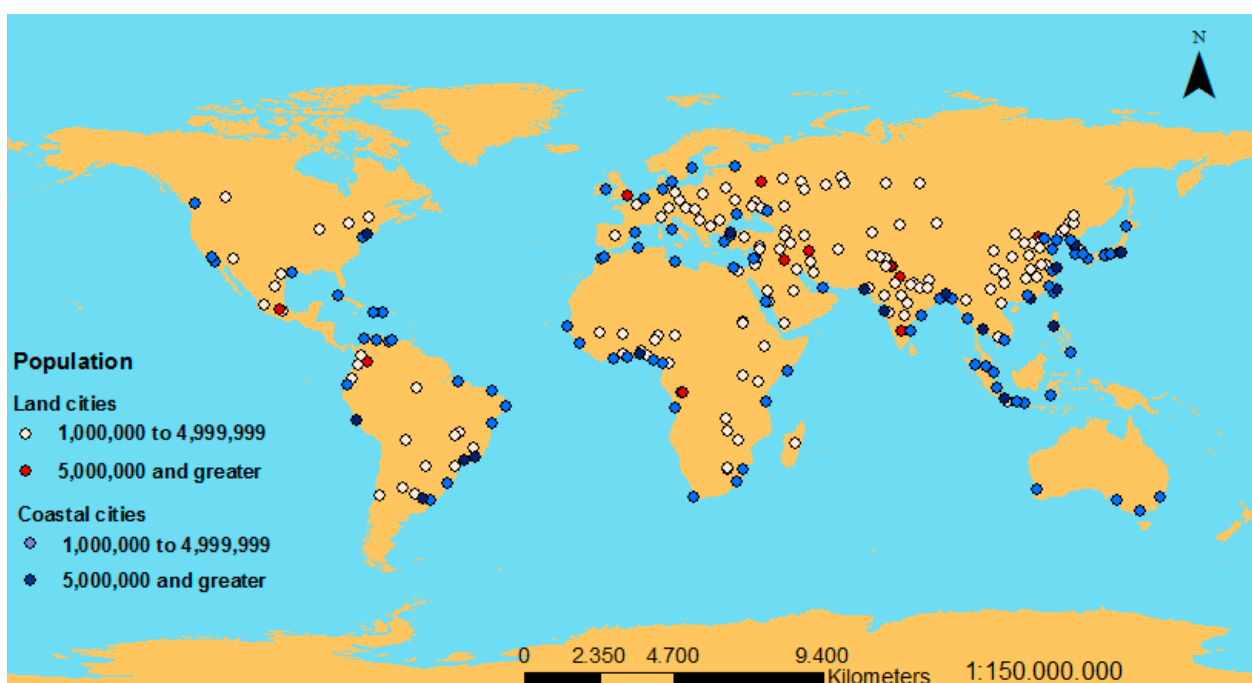 N
Population
Land cities
1,000,000 to 4,999,999
5,000,000 and greater
Coastal cities
1,000,000 to 4,999,999
5,000,000 and greater
0 2.350 4.700 9.400
Kilometers 1:150.000.000